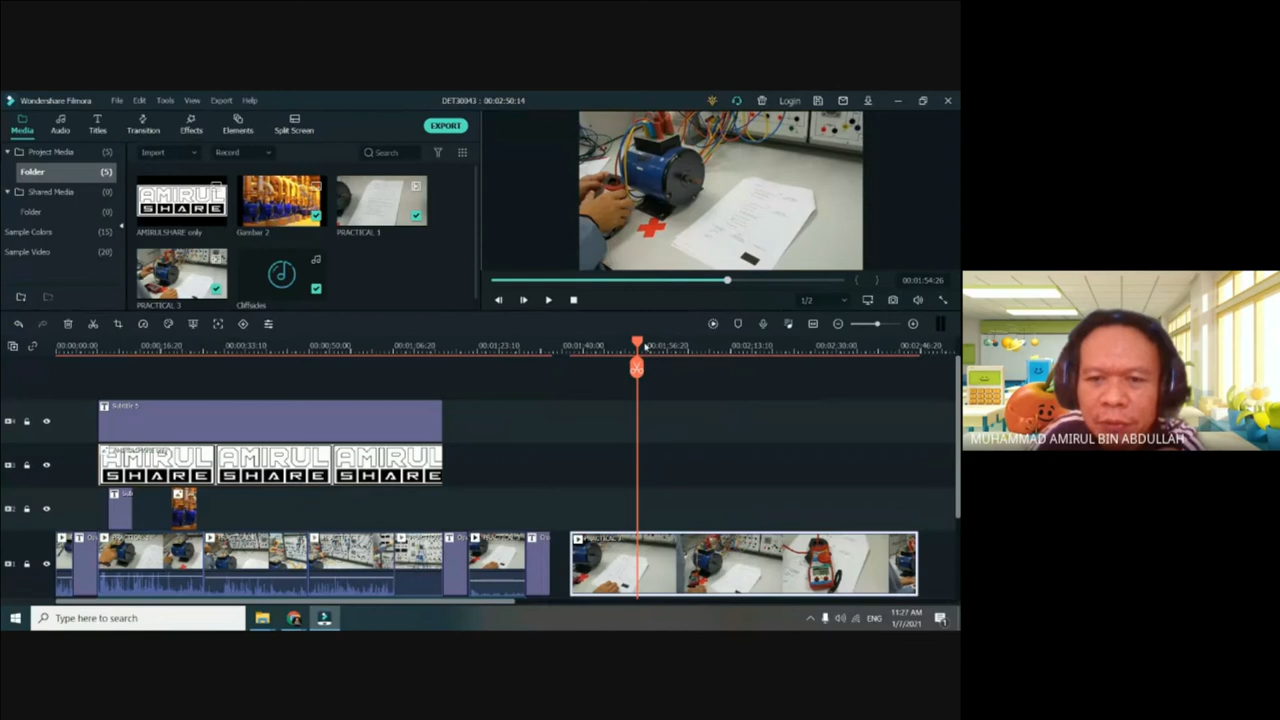 Wondershare Filmora File Edit Tools View Export Help DET30043 : 00:02:50:14 Login
Media Audio Titles Transition Effects Elements Split Screen EXPORT
Project Media (5) Import Record Search
Folder (5)
Shared Media (0)
Folder (0)
Sample Colors (15)
Sample Video (20)
AMIRUL
SHARE
AMIRULSHARE only Gambar 2 PRACTICAL 1
PRACTICAL 3 Cliffsides
00:01:54:26
1/2
00:00:00:00 00:00:16:20 00:00:33:10 00:00:50:00 00:01:06:20 00:01:23:10 00:01:40:00 00:01:56:20 00:02:13:10 00:02:30:00 00:02:46:20
Subtitle 5
AMIRUL AMIRUL AMIRUL
SHARE SHARE SHARE
Sub
PRACTICAL 3
MUHAMMAD AMIRUL BIN ABDULLAH
Type here to search ENG 11:27 AM
1/7/2021